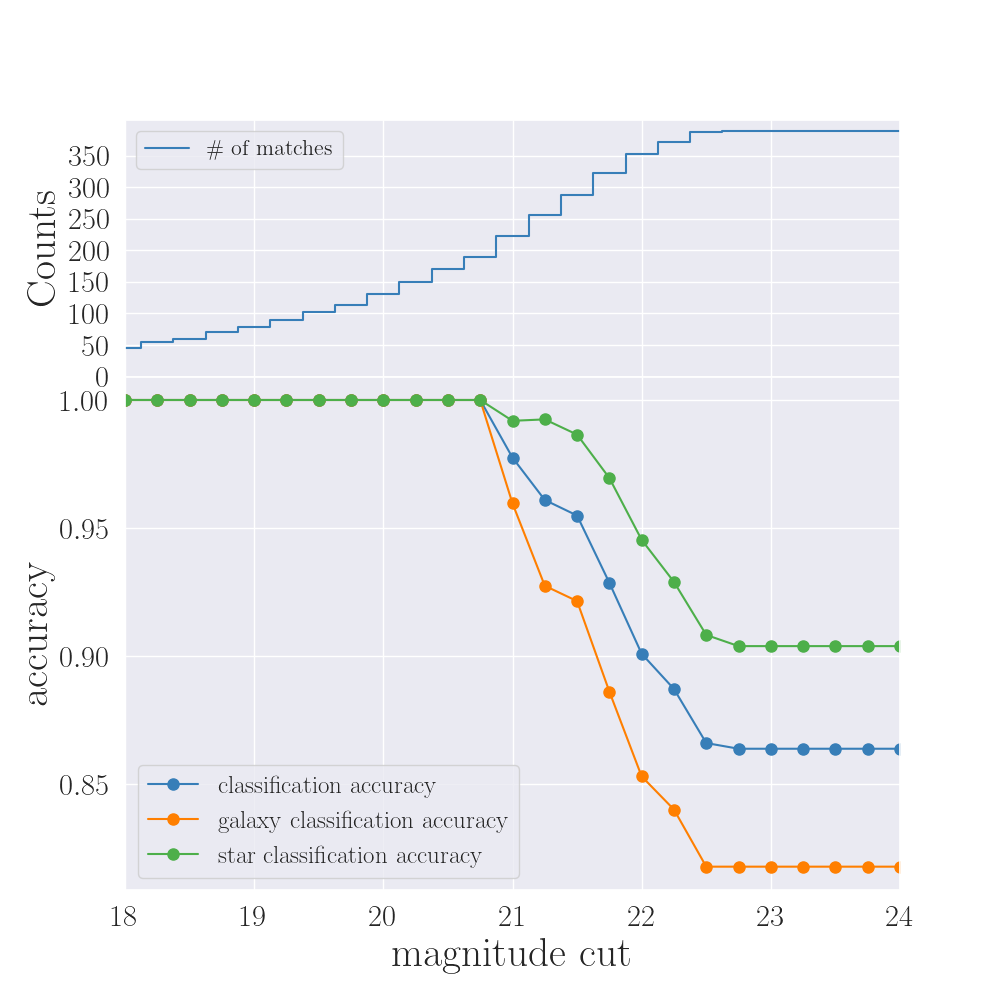 # of matches
Counts
350
300
250
200
150
100
50
0
1.00
0.95
0.90
0.85
accuracy
classification accuracy
galaxy classification accuracy
star classification accuracy
18 19 20 21 22 23 24
magnitude cut